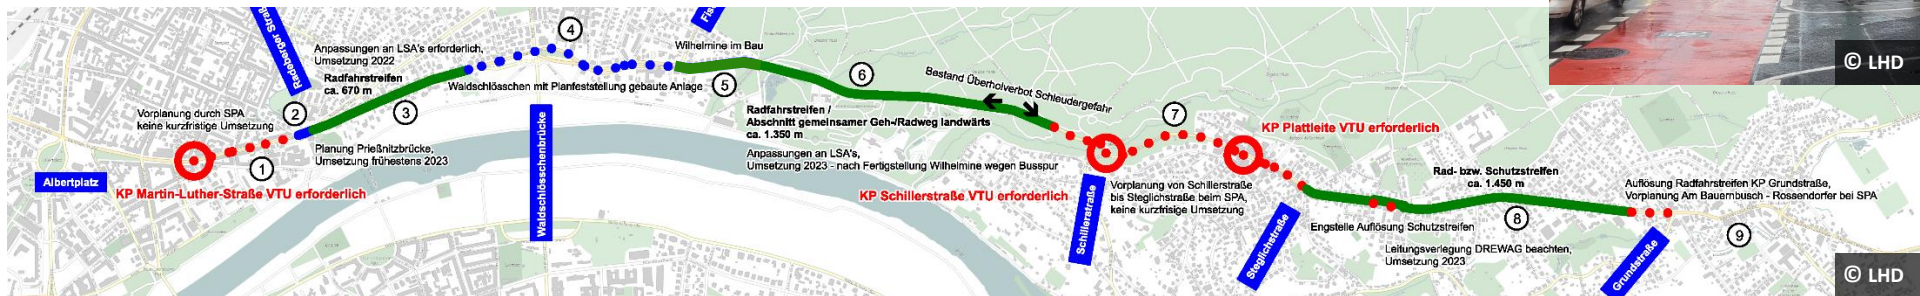 © LHD
Radeberger Straße
4
Wilhelmine im Bau
Anpassungen an LSA's erforderlich,
Umsetzung 2022
Radfahrstreifen
ca. 670 m
Waldschlösschen mit Planfeststellung gebaute Anlage
5
6
Bestand Überholverbot Schleudergefahr
Vorplanung durch SPA
keine kurzfristige Umsetzung
2
3
Radfahrstreifen /
Abschnitt gemeinsamer Geh-/Radweg landwärts
ca. 1.350 m
7
KP Plattleite VTU erforderlich
Planung Prießnitzbrücke,
Umsetzung frühestens 2023
1
Waldschlösschenbrücke
Anpassungen an LSA's,
Umsetzung 2023 - nach Fertigstellung Wilhelmine wegen Busspur
Albertplatz
KP Martin-Luther-Straße VTU erforderlich
KP Schillerstraße VTU erforderlich
Schillerstraße
Vorplanung von Schillerstraße
bis Steglichstraße beim SPA,
keine kurzfrisige Umsetzung
Steglichstraße
Rad- bzw. Schutzstreifen
ca. 1.450 m
Auflösung Radfahrstreifen KP Grundstraße,
Vorplanung Am Bauernbusch - Rossendorfer bei SPA
8
9
Engstelle Auflösung Schutzstreifen
Leitungsverlegung DREWAG beachten,
Umsetzung 2023
Grundstraße
© LHD